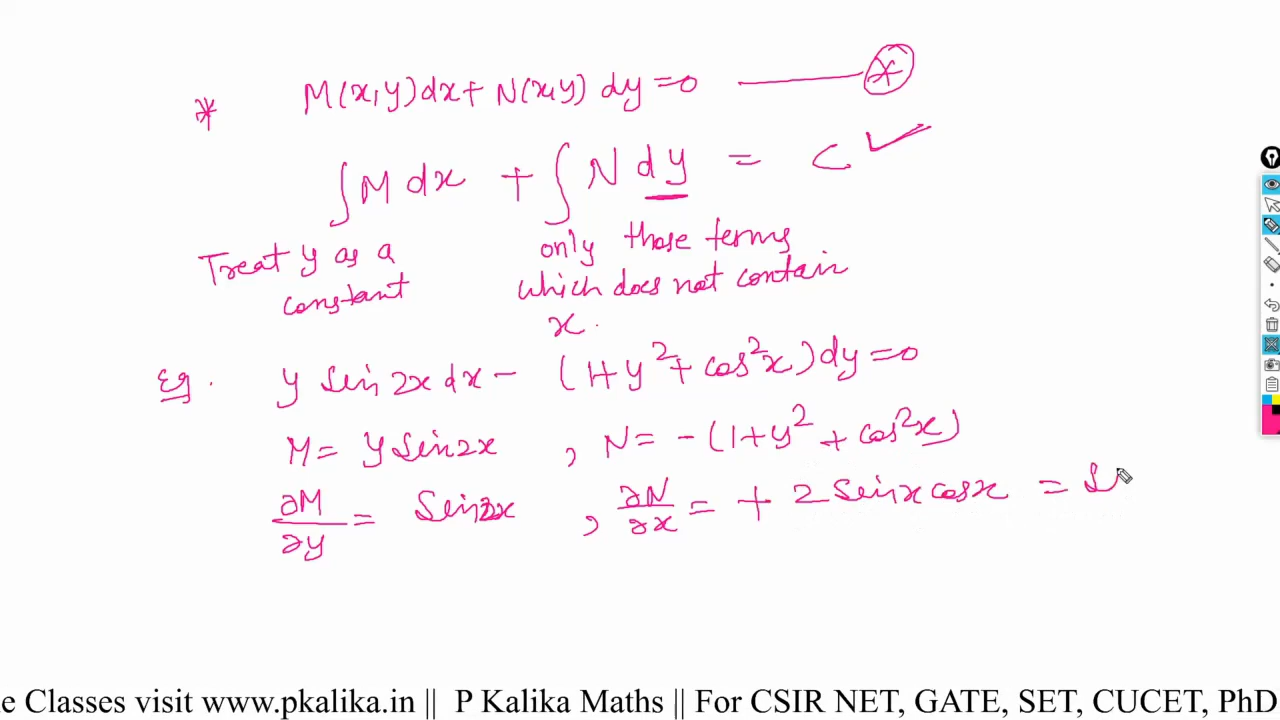 * M(x,y)dx + N(x,y) dy = 0 ——— ⊛
∫ M dx + ∫ N dy = C ✓
Treat y as a constant
only those terms which does not contain x.
Eg. y Sin 2x dx − (1+y²+cos²x)dy = 0
M = y Sin2x , N = −(1+y²+cos²x)
∂M/∂y = Sin2x , ∂N/∂x = + 2 Sinx cosx =
e Classes visit www.pkalika.in || P Kalika Maths || For CSIR NET, GATE, SET, CUCET, PhD